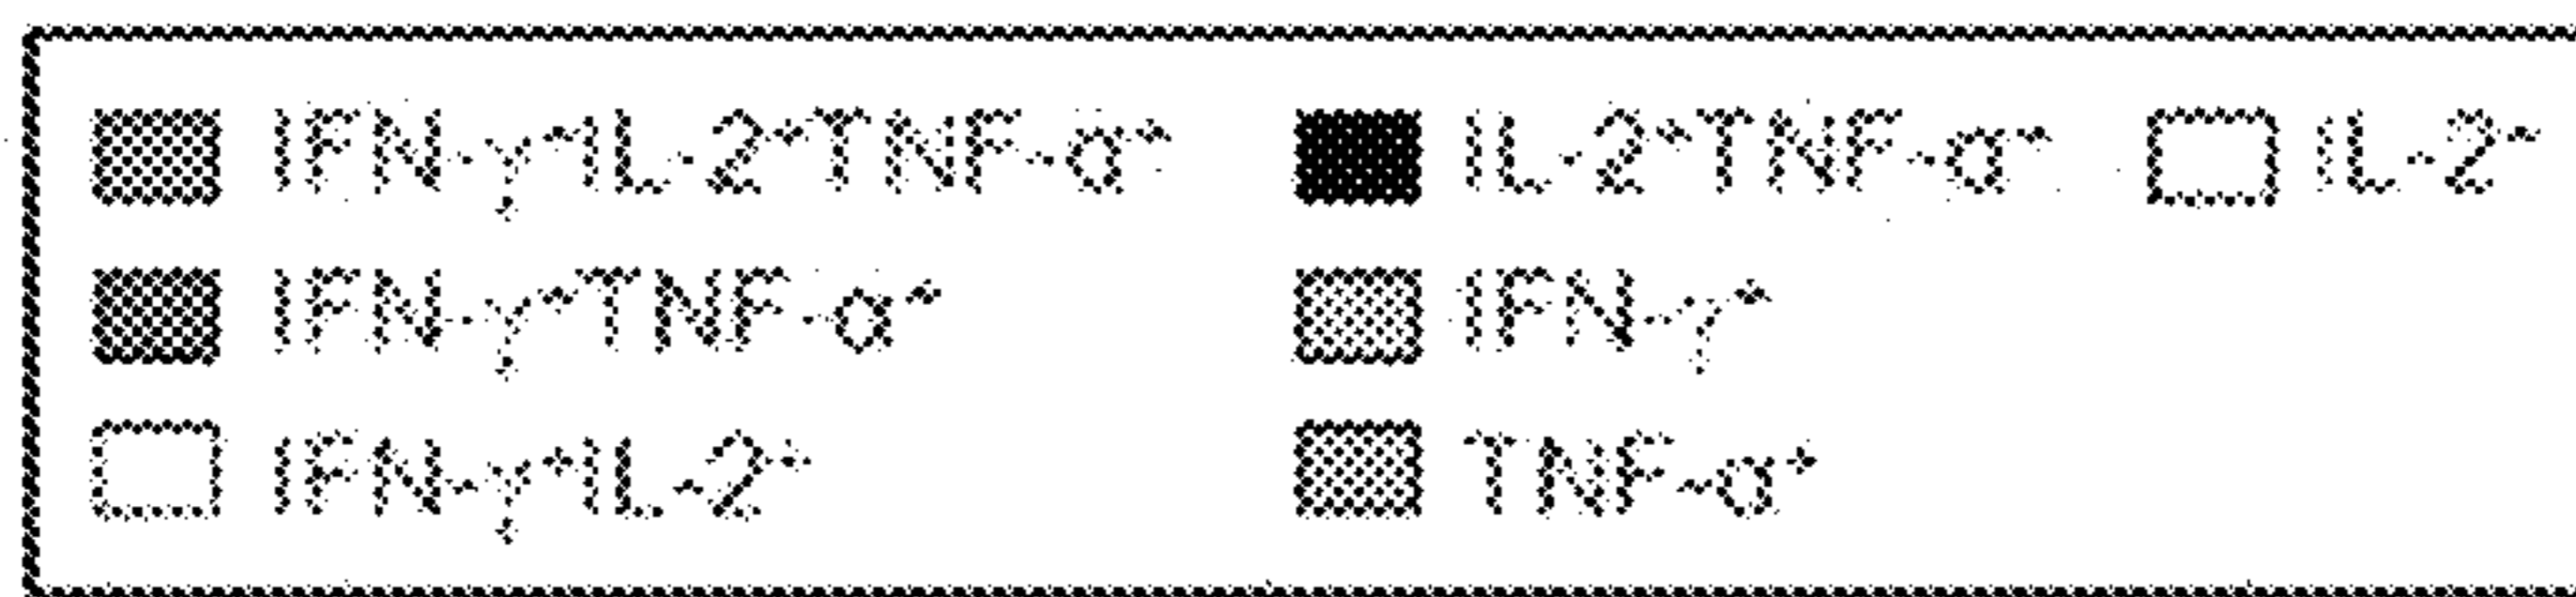 IFN-γ⁺IL-2⁺TNF-α⁺ IL-2⁺TNF-α⁺ IL-2⁺
IFN-γ⁺TNF-α⁺ IFN-γ⁺
IFN-γ⁺IL-2⁺ TNF-α⁺